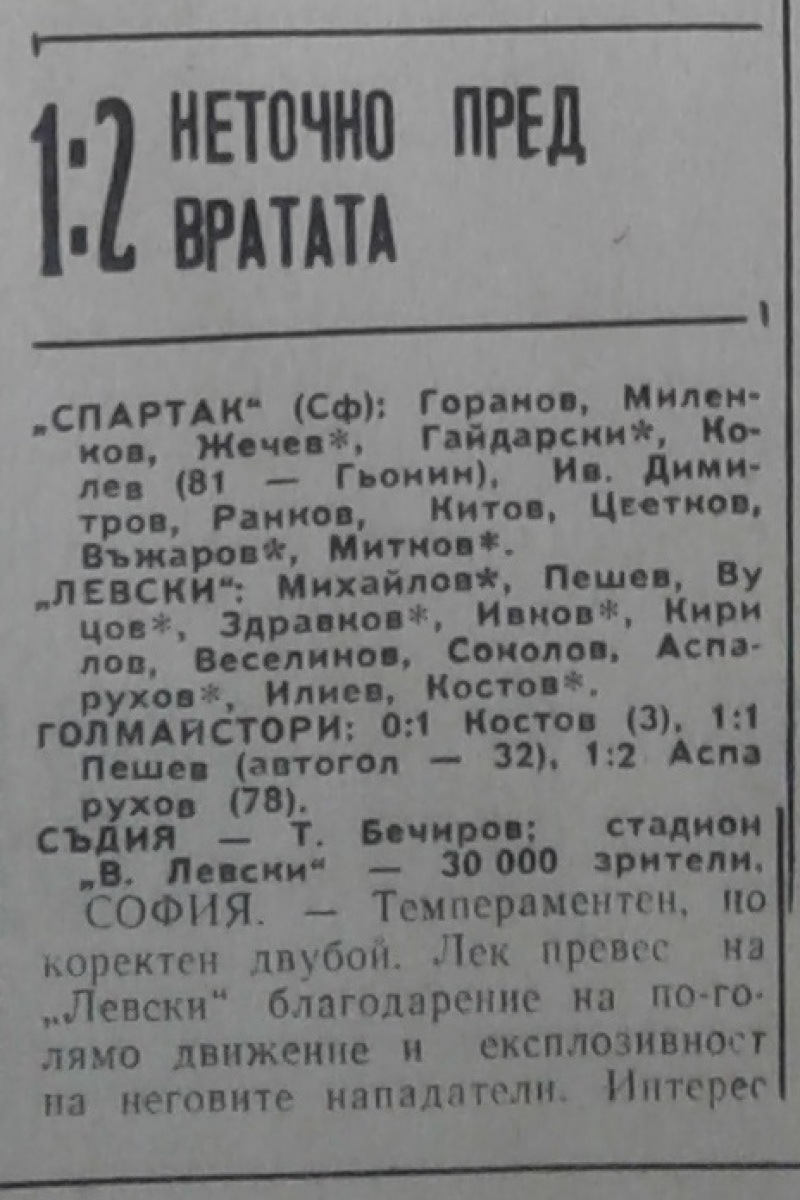 1:2 НЕТОЧНО ПРЕД
ВРАТАТА
„СПАРТАК“ (Сф): Горанов, Милен-
ков, Жечев*, Гайдарски*, Ко-
лев (81 — Гьонин), Ив. Дими-
тров, Ранков, Китов, Цветков,
Въжаров*, Митков*.
„ЛЕВСКИ“: Михайлов*, Пешев, Ву
цов*, Здравков*, Ивков*, Кири
лов, Веселинов, Соколов, Аспа-
рухов*, Илиев, Костов*.
ГОЛМАЙСТОРИ: 0:1 Костов (3), 1:1
Пешев (автогол — 32), 1:2 Аспа
рухов (78).
СЪДИЯ — Т. Бечиров; стадион
„В. Левски“ — 30 000 зрители.
СОФИЯ. — Темпераментен, но
коректен двубой. Лек превес на
„Левски“ благодарение на по-го-
лямо движение и експлозивност
на неговите нападатели. Интерес